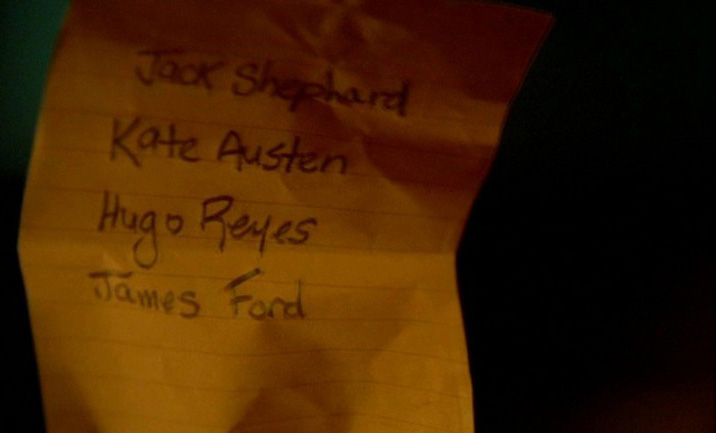 Jack Shephard
Kate Austen
Hugo Reyes
James Ford